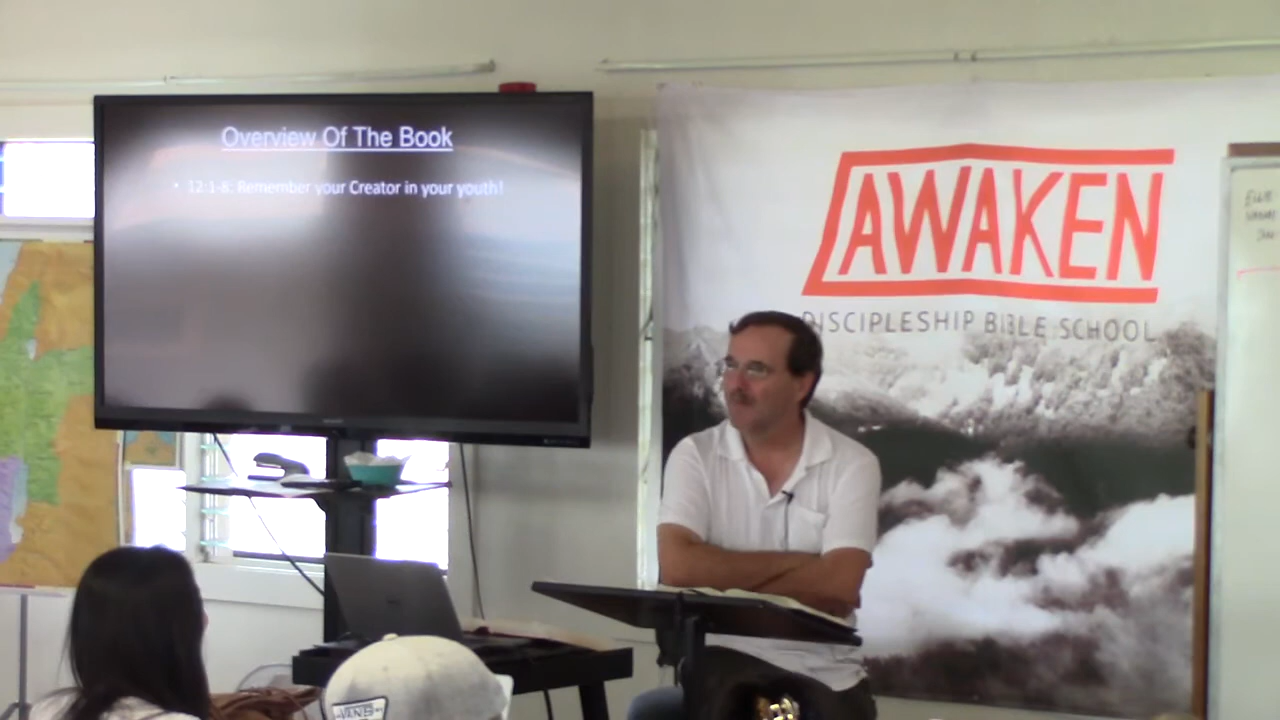 Overview Of The Book
• 12:1-8: Remember your Creator in your youth!
AWAKEN
DISCIPLESHIP BIBLE SCHOOL
VANS